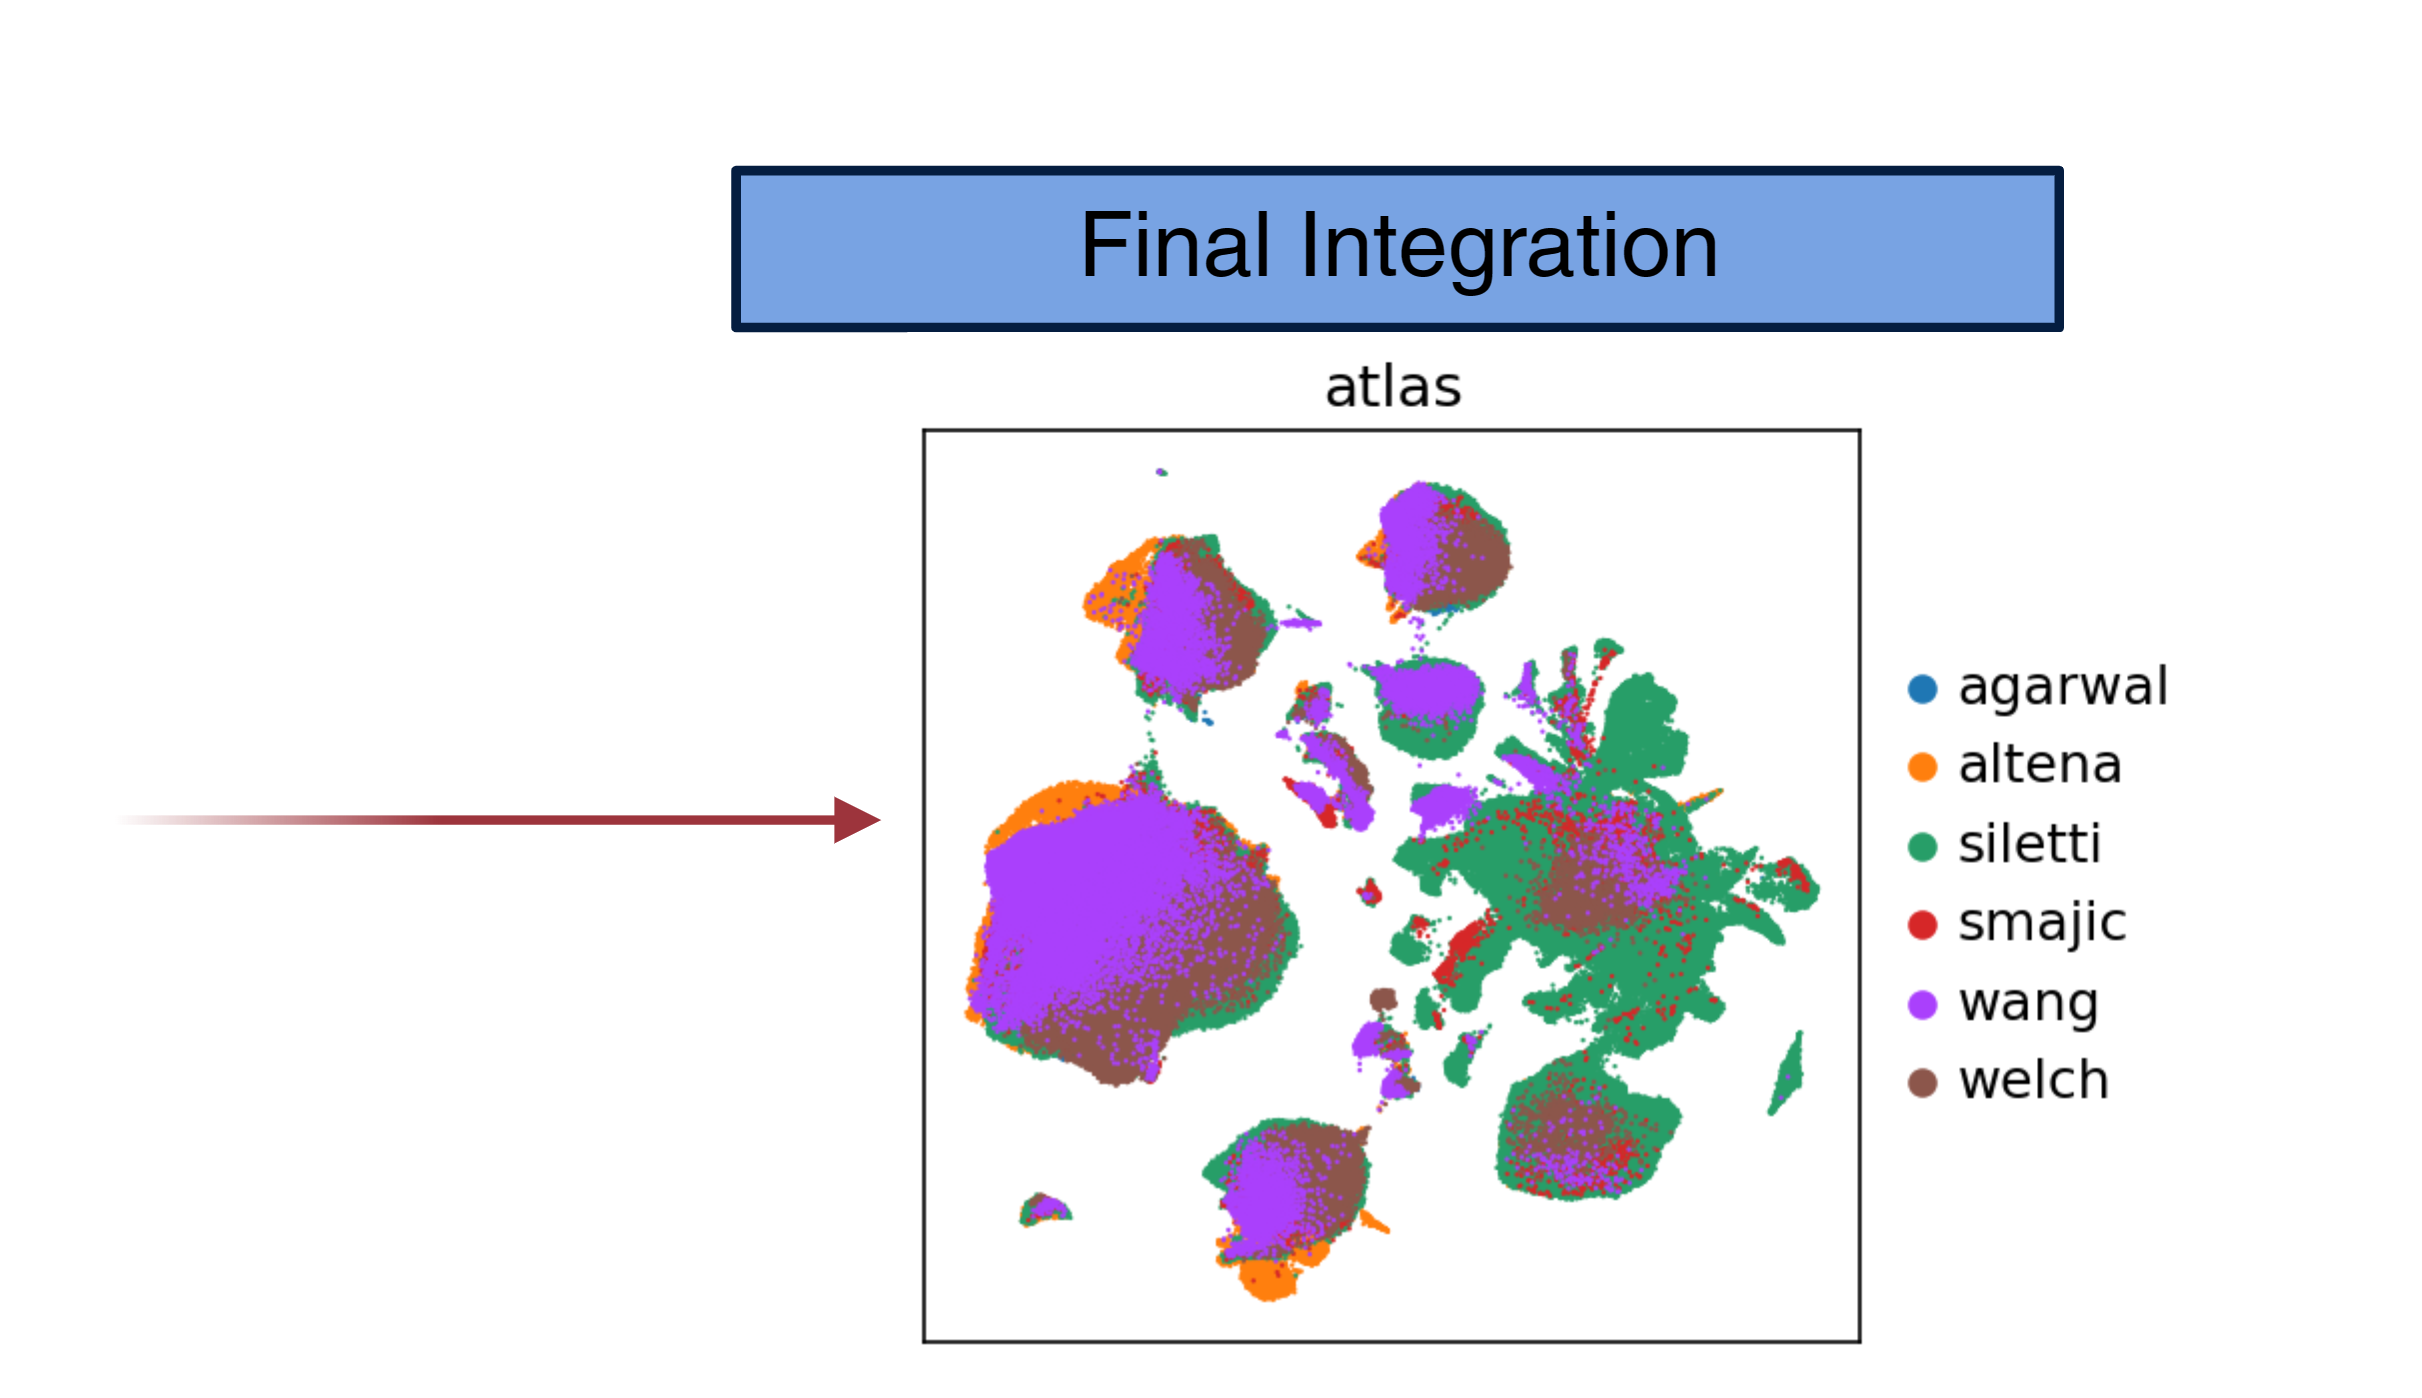 Final Integration
atlas
agarwal
altena
siletti
smajic
wang
welch